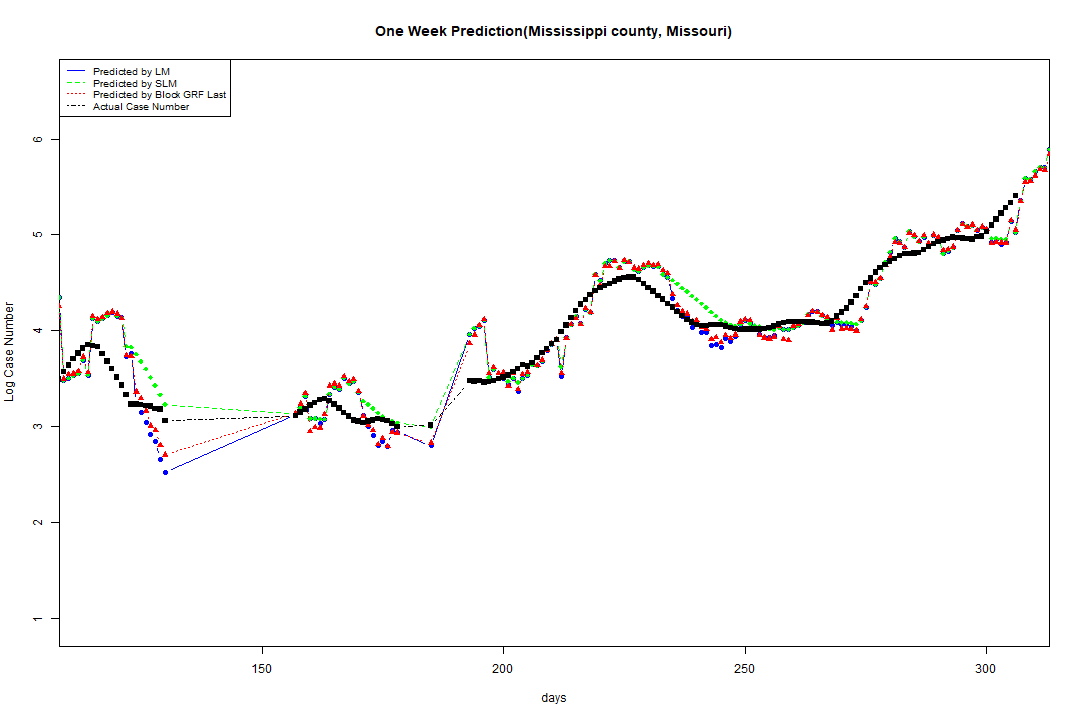 One Week Prediction(Mississippi county, Missouri)
Predicted by LM
Predicted by SLM
Predicted by Block GRF Last
Actual Case Number
Log Case Number
6
5
4
3
2
1
150
200
250
300
days